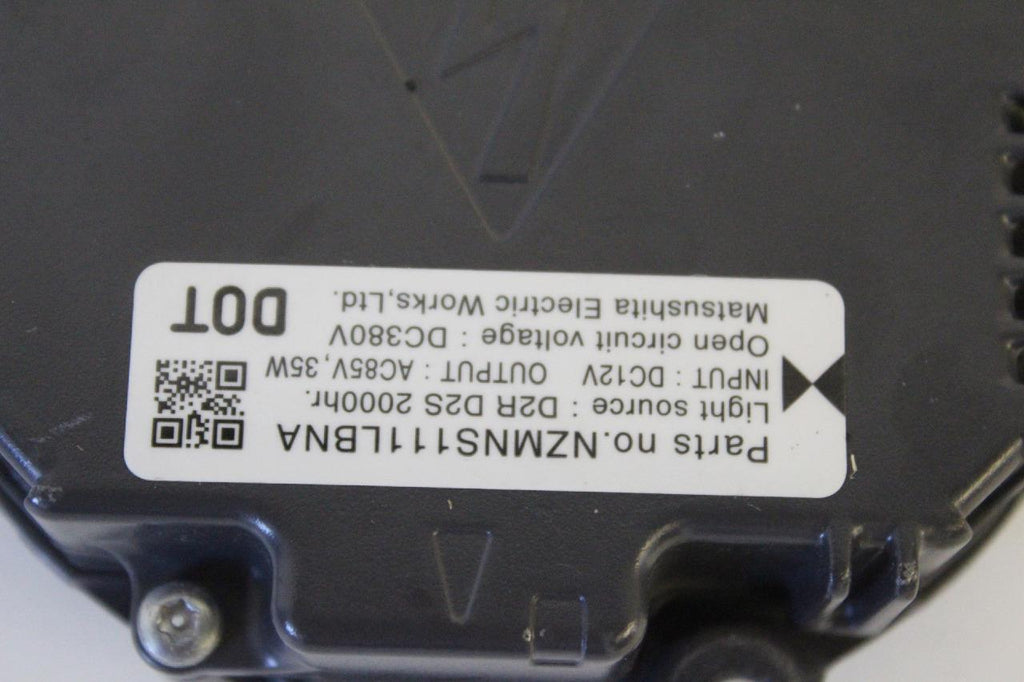 Parts no.NZMNS111LBNA
Light source : D2R D2S 2000hr.
INPUT : DC12V OUTPUT : AC85V,35W
Open circuit voltage : DC380V
Matsushita Electric Works,Ltd.
DOT